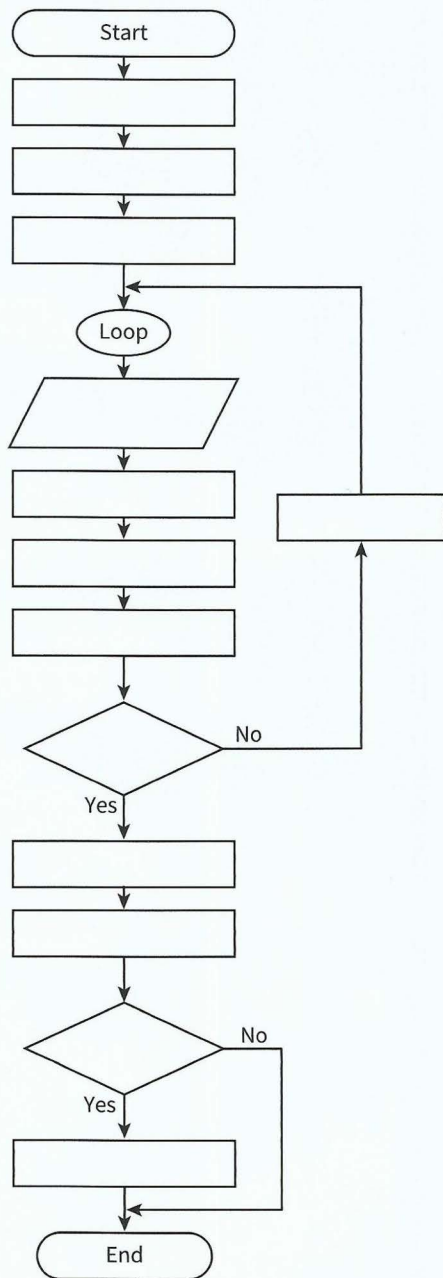 Start
Loop
No
Yes
No
Yes
End